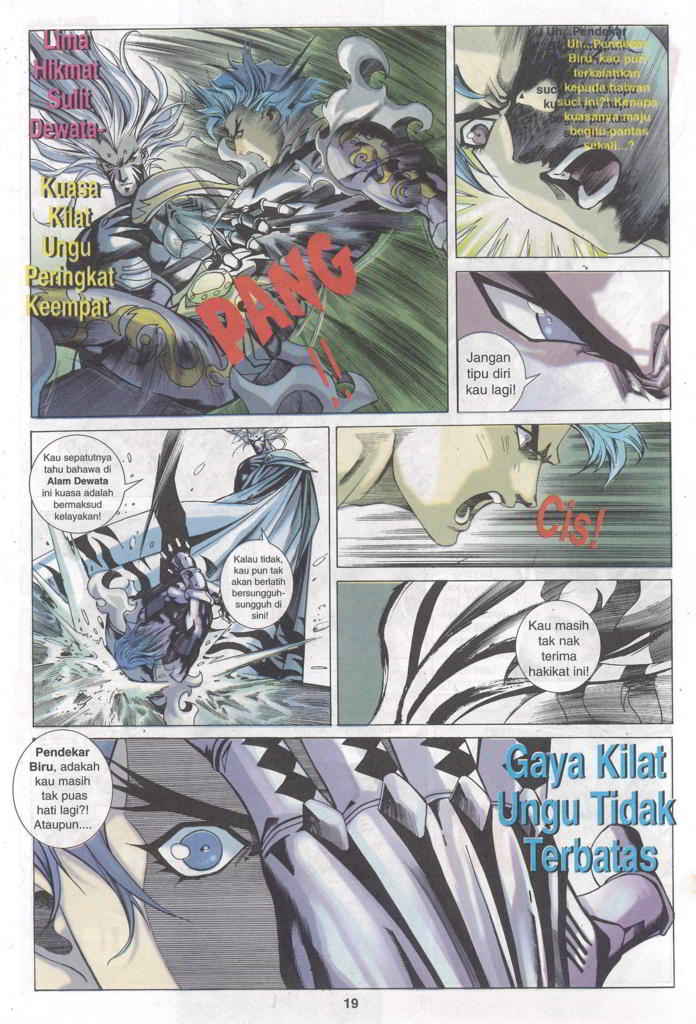 Lima
Hikmat
Sulit
Dewata-
Kuasa
Kilat
Ungu
Peringkat
Keempat
PANG
!!
Uh...Pendekar
Uh...Pendekar
Biru, kau pun
terkalahkan
kepada haiwan
suci ini?! Kenapa
kuasanya maju
begitu pantas
sekali...?
Jangan
tipu diri
kau lagi!
Kau sepatutnya
tahu bahawa di
Alam Dewata
ini kuasa adalah
bermaksud
kelayakan!
Kalau tidak,
kau pun tak
akan berlatih
bersungguh-
sungguh di
sini!
Cis!
Kau masih
tak nak
terima
hakikat ini!
Pendekar
Biru, adakah
kau masih
tak puas
hati lagi?!
Ataupun....
Gaya Kilat
Ungu Tidak
Terbatas
19